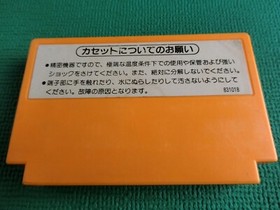 カセットについてのお願い
●精密機器ですので、極端な温度条件下での使用や保管および強い
ショックをさけてください。また、絶対に分解しないでください。
●端子部に手を触れたり、水にぬらしたりして汚さないようにして
ください。故障の原因となります。
831018